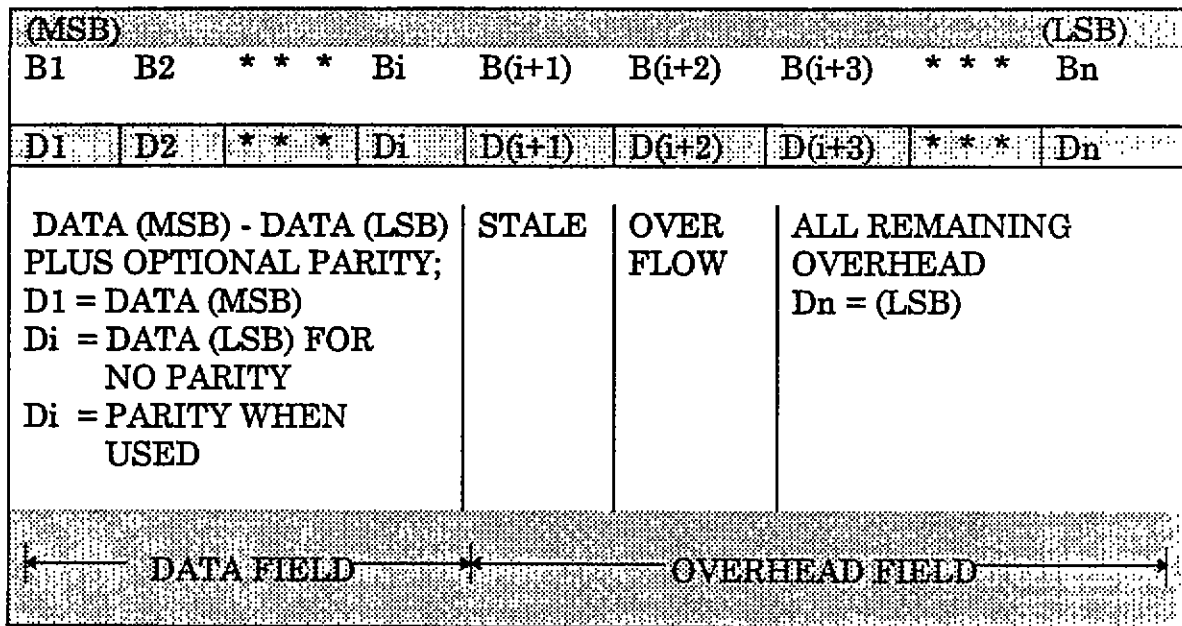 (MSB) (LSB)
B1 B2 * * * Bi B(i+1) B(i+2) B(i+3) * * * Bn
D1 D2 * * * Di D(i+1) D(i+2) D(i+3) * * * Dn
DATA (MSB) - DATA (LSB)
PLUS OPTIONAL PARITY;
D1 = DATA (MSB)
Di = DATA (LSB) FOR
NO PARITY
Di = PARITY WHEN
USED
STALE
OVER
FLOW
ALL REMAINING
OVERHEAD
Dn = (LSB)
DATA FIELD OVERHEAD FIELD